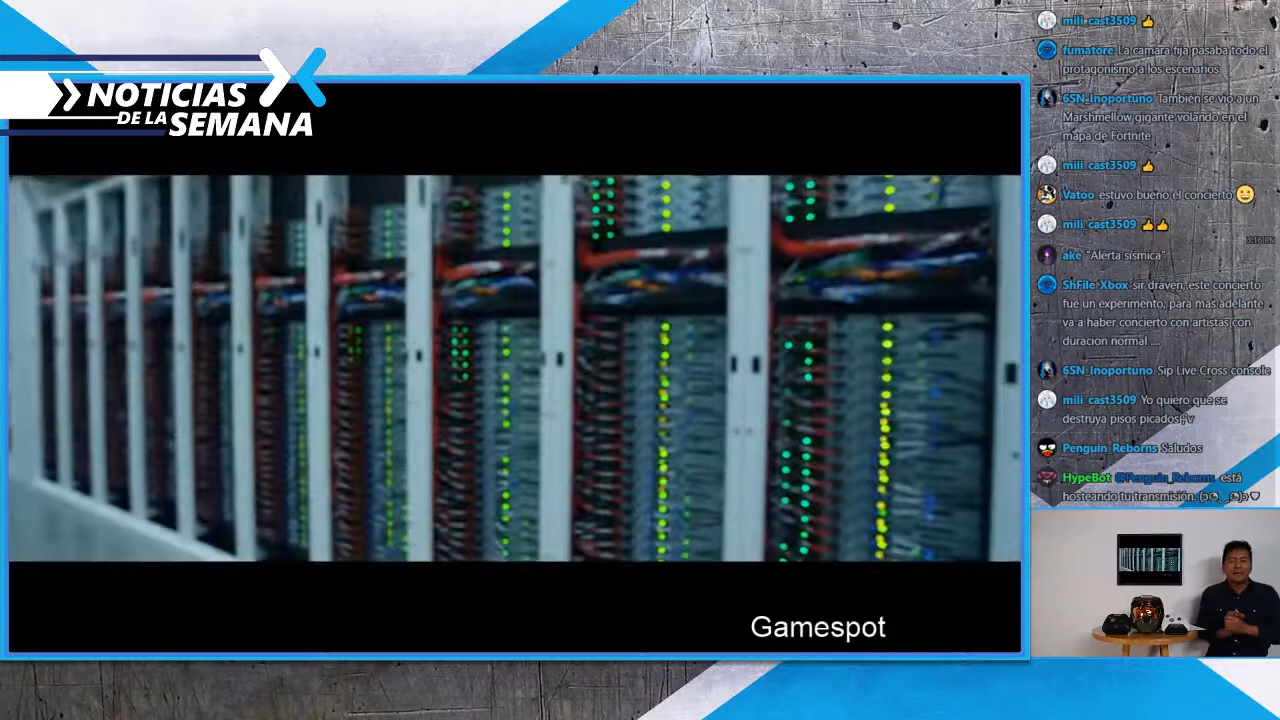 NOTICIAS
DE LA
SEMANA
Gamespot
mili_cast3509 👍
fumatore La camara fija pasaba todo el
protagonismo a los escenarios
6SN_Inoportuno También se vio a un
Marshmellow gigante volando en el
mapa de Fortnite
mili_cast3509 👍
Vatoo estuvo bueno el concierto 😀
mili_cast3509 👍👍
ake "Alerta sismica"
ShFile Xbox sir draven, este concierto
fue un experimento, para mas adelante
va a haber concierto con artistas con
duracion normal ....
6SN_Inoportuno Sip Live Cross console
mili_cast3509 Yo quiero que se
destruya pisos picados ;v
Penguin_Reborns Saludos
HypeBot @Penguin_Reborns está
hosteando tu transmisión.